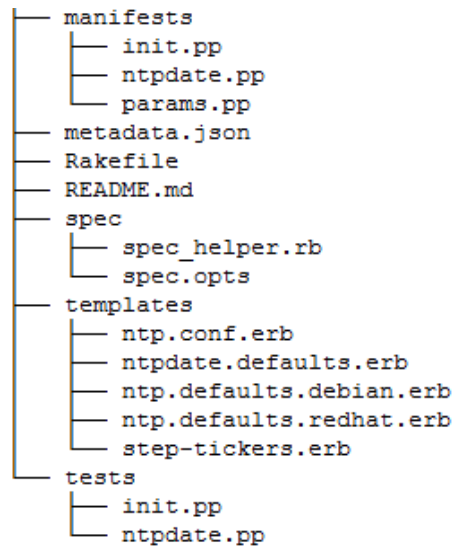 manifests
init.pp
ntpdate.pp
params.pp
metadata.json
Rakefile
README.md
spec
spec_helper.rb
spec.opts
templates
ntp.conf.erb
ntpdate.defaults.erb
ntp.defaults.debian.erb
ntp.defaults.redhat.erb
step-tickers.erb
tests
init.pp
ntpdate.pp